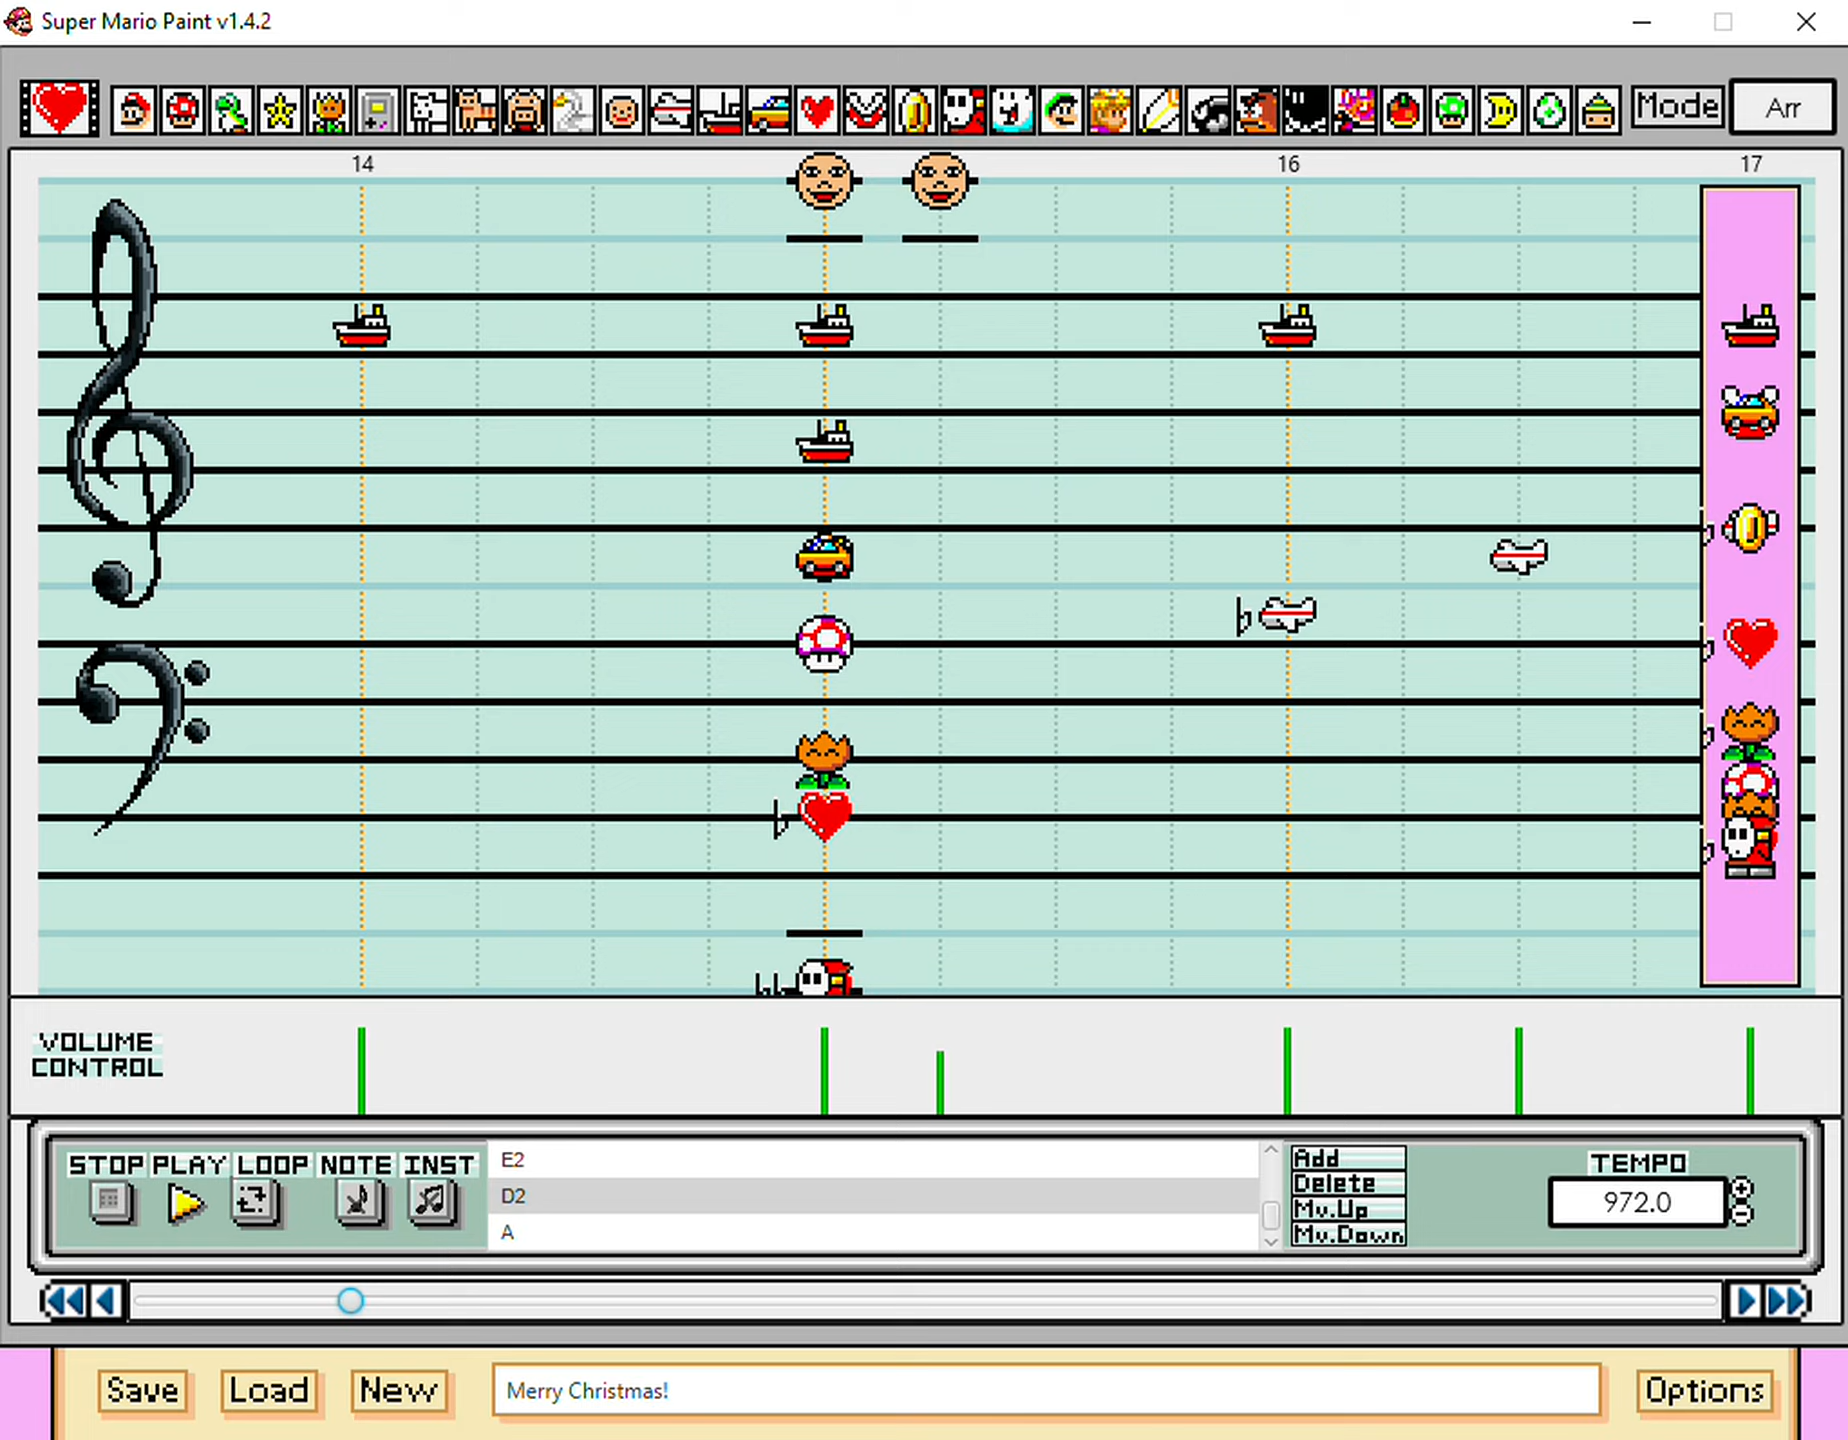 Super Mario Paint v1.4.2
Mode
Arr
14
16
17
VOLUME
CONTROL
STOP PLAY LOOP NOTE INST
E2
D2
A
Add
Delete
Mv.Up
Mv.Down
TEMPO
972.0
Save
Load
New
Merry Christmas!
Options